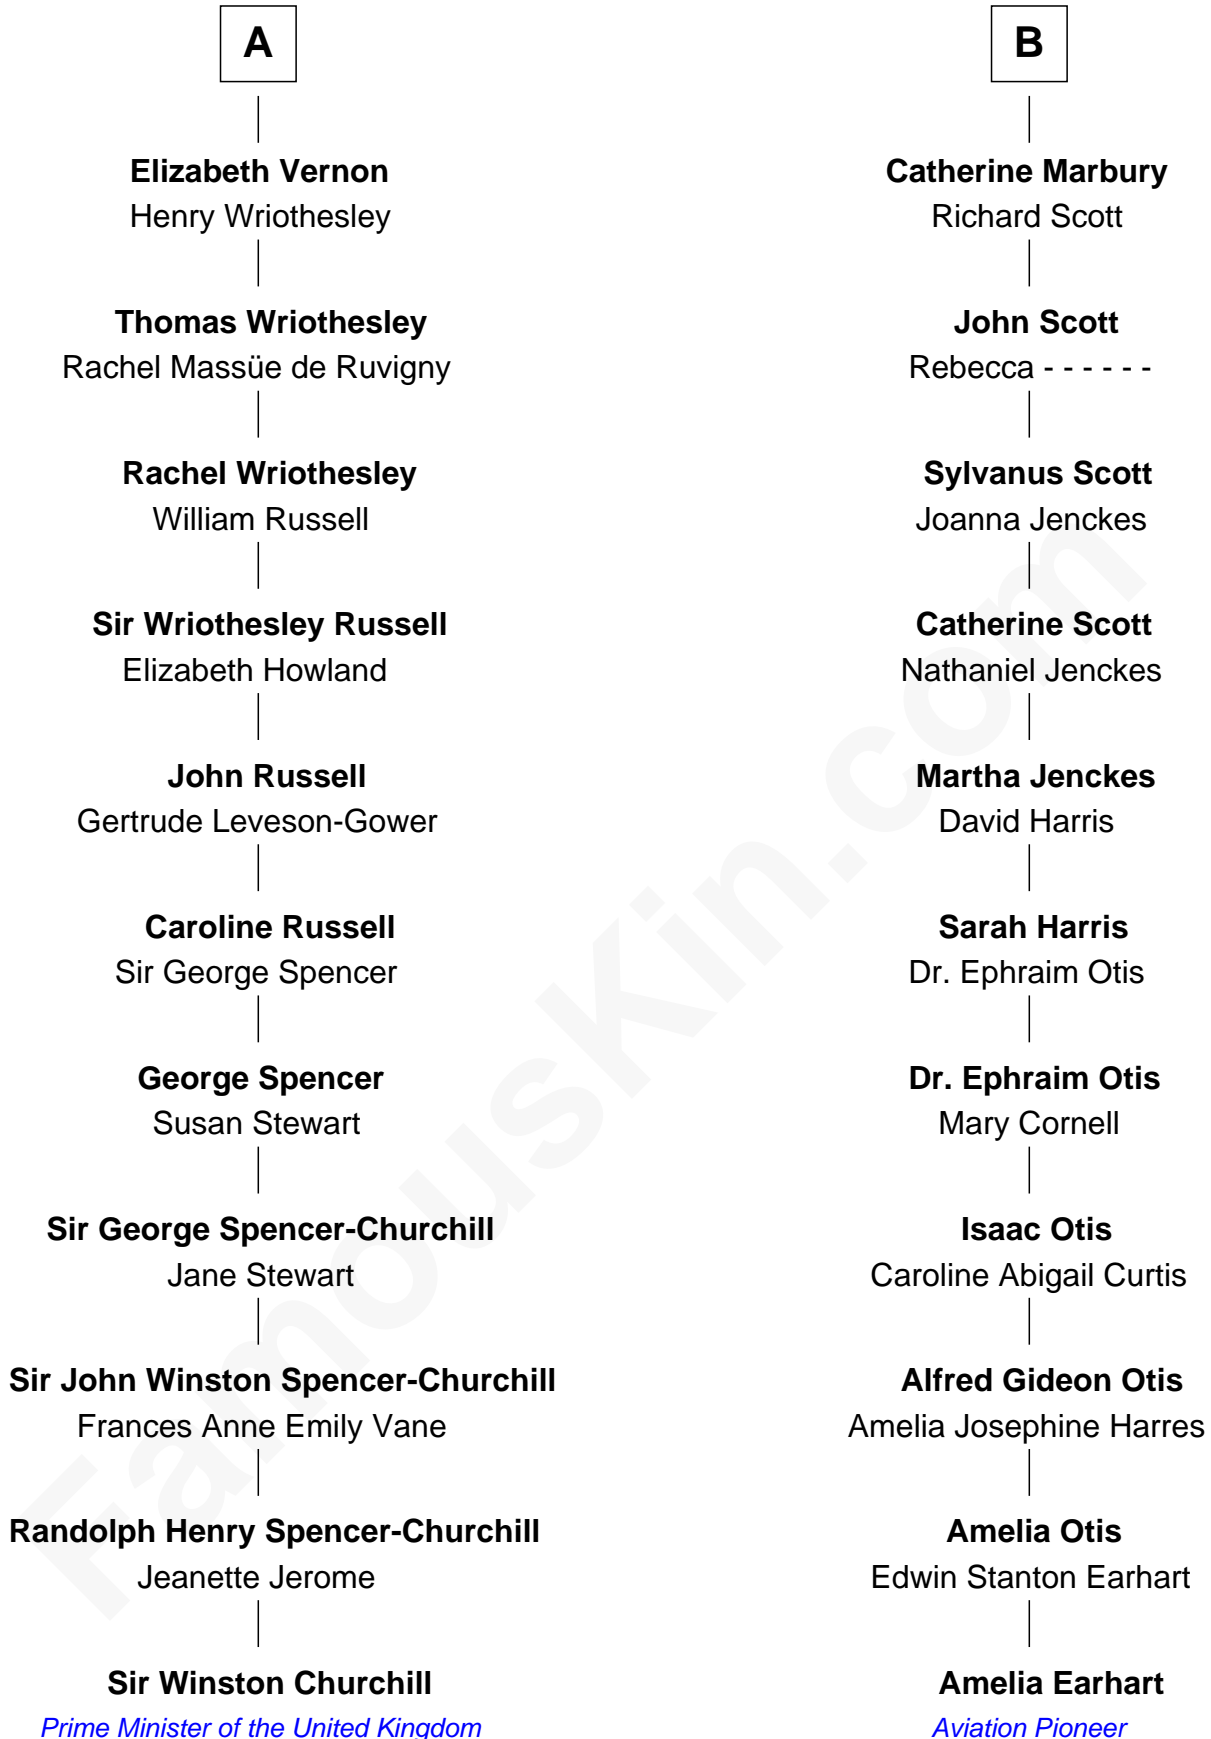 A
Elizabeth Vernon
Henry Wriothesley
Thomas Wriothesley
Rachel Massüe de Ruvigny
Rachel Wriothesley
William Russell
Sir Wriothesley Russell
Elizabeth Howland
John Russell
Gertrude Leveson-Gower
Caroline Russell
Sir George Spencer
George Spencer
Susan Stewart
Sir George Spencer-Churchill
Jane Stewart
Sir John Winston Spencer-Churchill
Frances Anne Emily Vane
Randolph Henry Spencer-Churchill
Jeanette Jerome
Sir Winston Churchill
Prime Minister of the United Kingdom
B
Catherine Marbury
Richard Scott
John Scott
Rebecca - - - - - -
Sylvanus Scott
Joanna Jenckes
Catherine Scott
Nathaniel Jenckes
Martha Jenckes
David Harris
Sarah Harris
Dr. Ephraim Otis
Dr. Ephraim Otis
Mary Cornell
Isaac Otis
Caroline Abigail Curtis
Alfred Gideon Otis
Amelia Josephine Harres
Amelia Otis
Edwin Stanton Earhart
Amelia Earhart
Aviation Pioneer
FamousKin.com